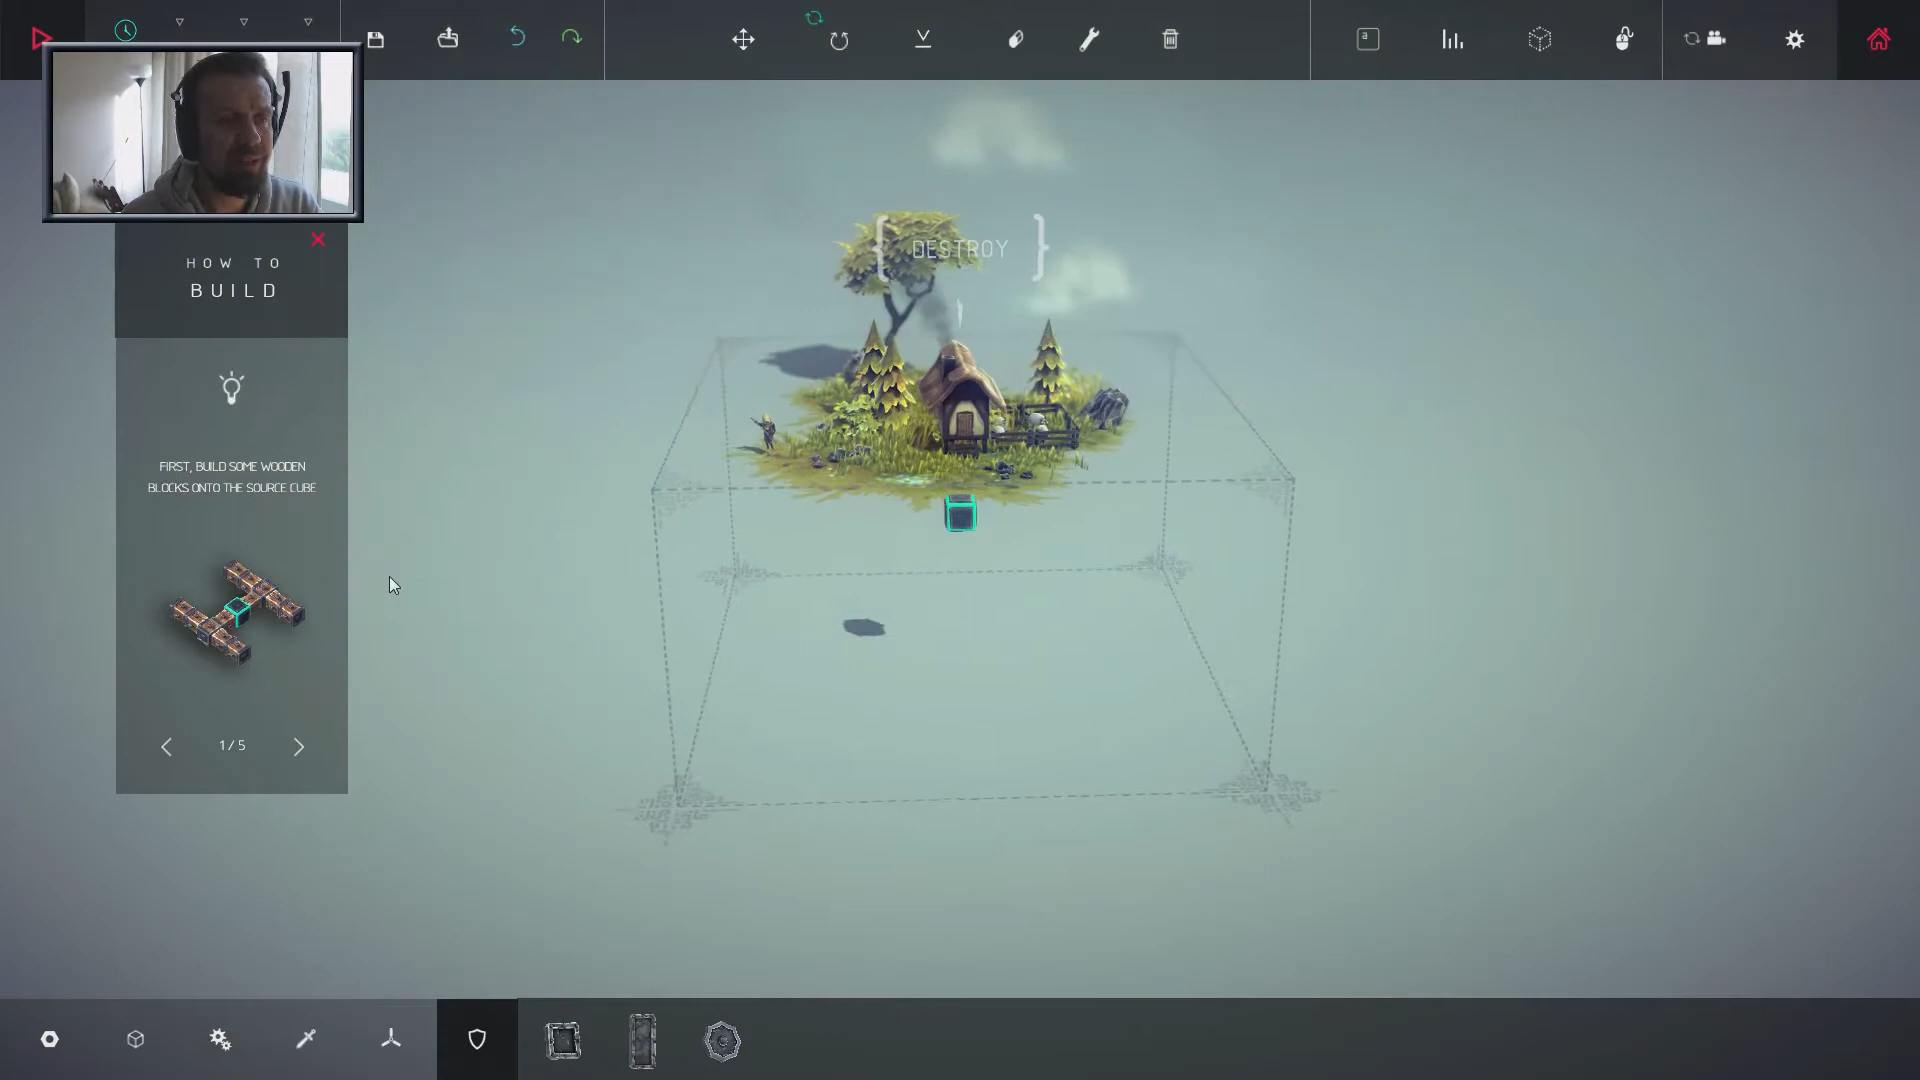 DESTROY
HOW TO
BUILD
FIRST, BUILD SOME WOODEN
BLOCKS ONTO THE SOURCE CUBE
1/5
a